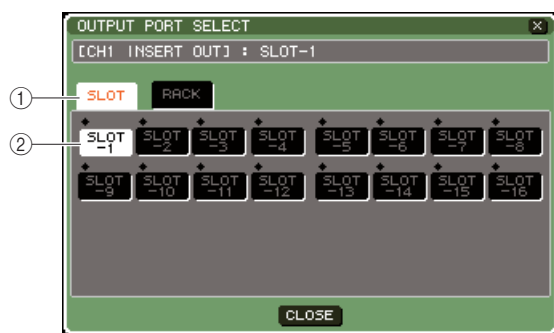 OUTPUT PORT SELECT X
[CH1 INSERT OUT] : SLOT-1
① SLOT RACK
② SLOT -1 SLOT -2 SLOT -3 SLOT -4 SLOT -5 SLOT -6 SLOT -7 SLOT -8
SLOT -9 SLOT -10 SLOT -11 SLOT -12 SLOT -13 SLOT -14 SLOT -15 SLOT -16
CLOSE